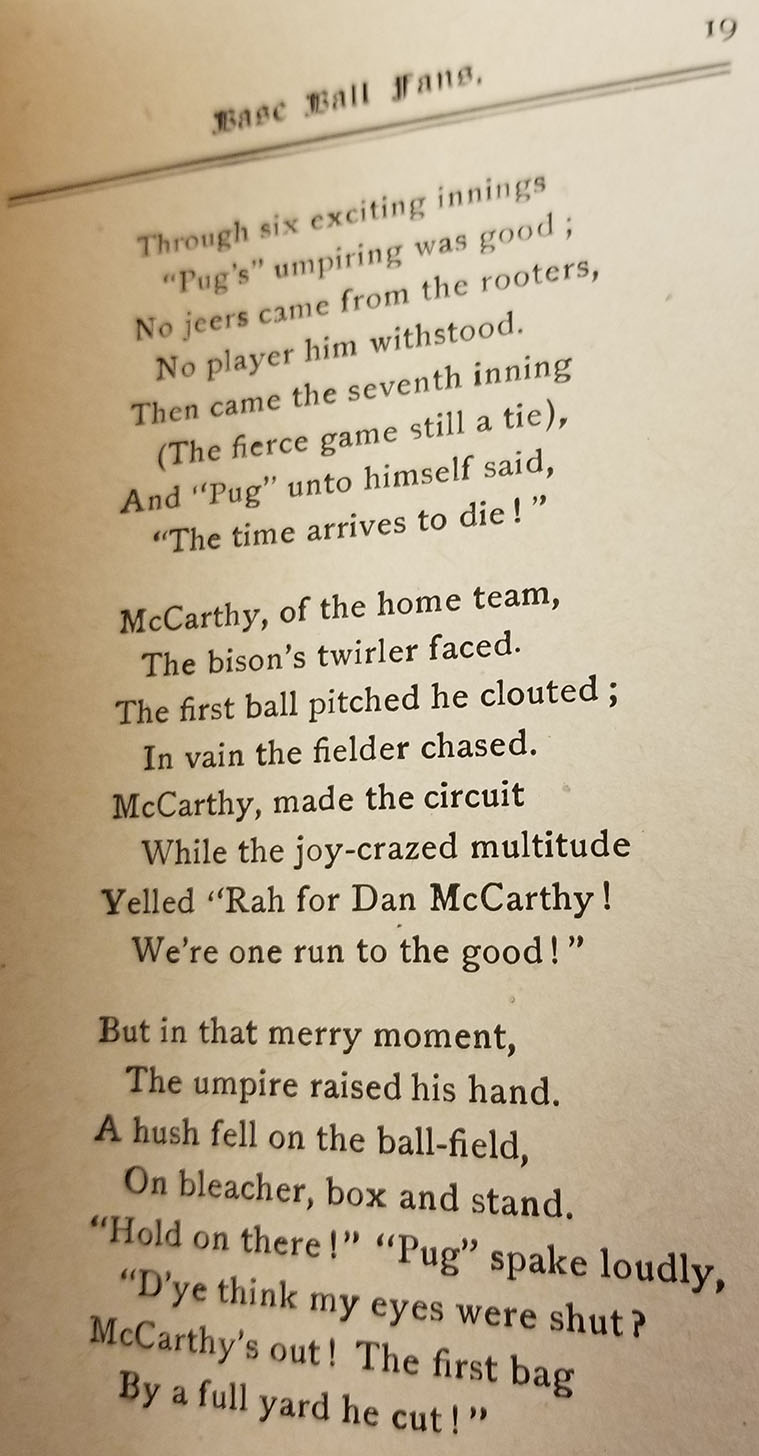 19
Base Ball Fans.
Through six exciting innings
"Pug's" umpiring was good ;
No jeers came from the rooters,
No player him withstood.
Then came the seventh inning
(The fierce game still a tie),
And "Pug" unto himself said,
"The time arrives to die ! "
McCarthy, of the home team,
The bison's twirler faced.
The first ball pitched he clouted ;
In vain the fielder chased.
McCarthy, made the circuit
While the joy-crazed multitude
Yelled "Rah for Dan McCarthy !
We're one run to the good ! "
But in that merry moment,
The umpire raised his hand.
A hush fell on the ball-field,
On bleacher, box and stand.
"Hold on there !" "Pug" spake loudly,
"D'ye think my eyes were shut ?
McCarthy's out ! The first bag
By a full yard he cut ! "